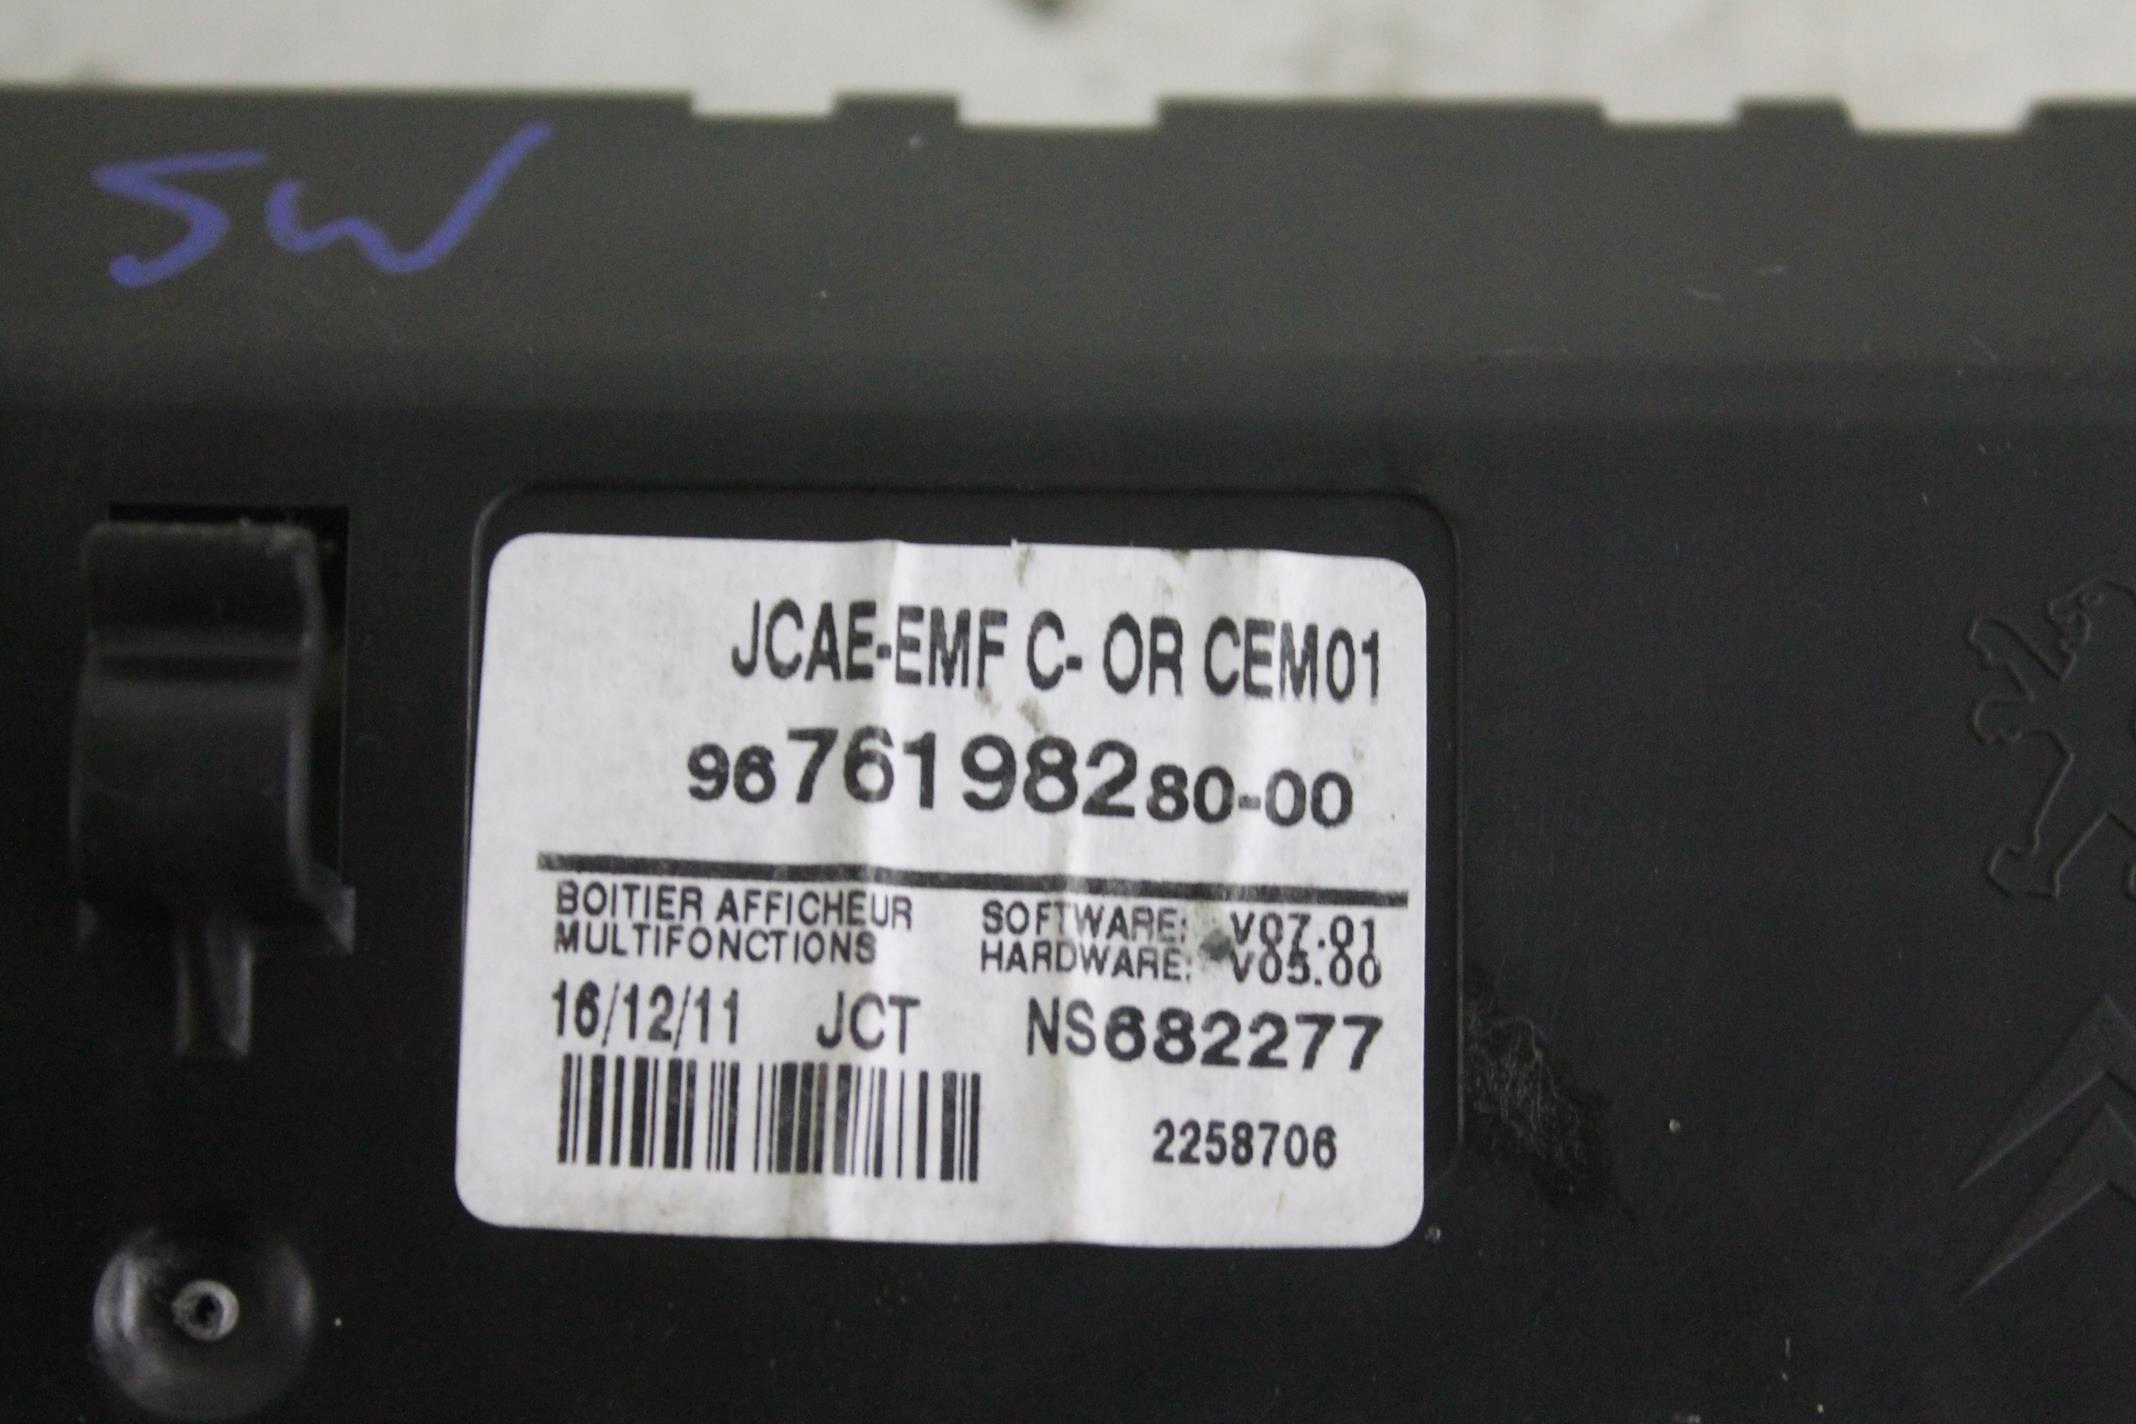 SW
JCAE-EMF C- OR CEM01
9676198280-00
BOITIER AFFICHEUR
MULTIFONCTIONS
SOFTWARE: V07.01
HARDWARE: V05.00
16/12/11 JCT NS682277
2258706